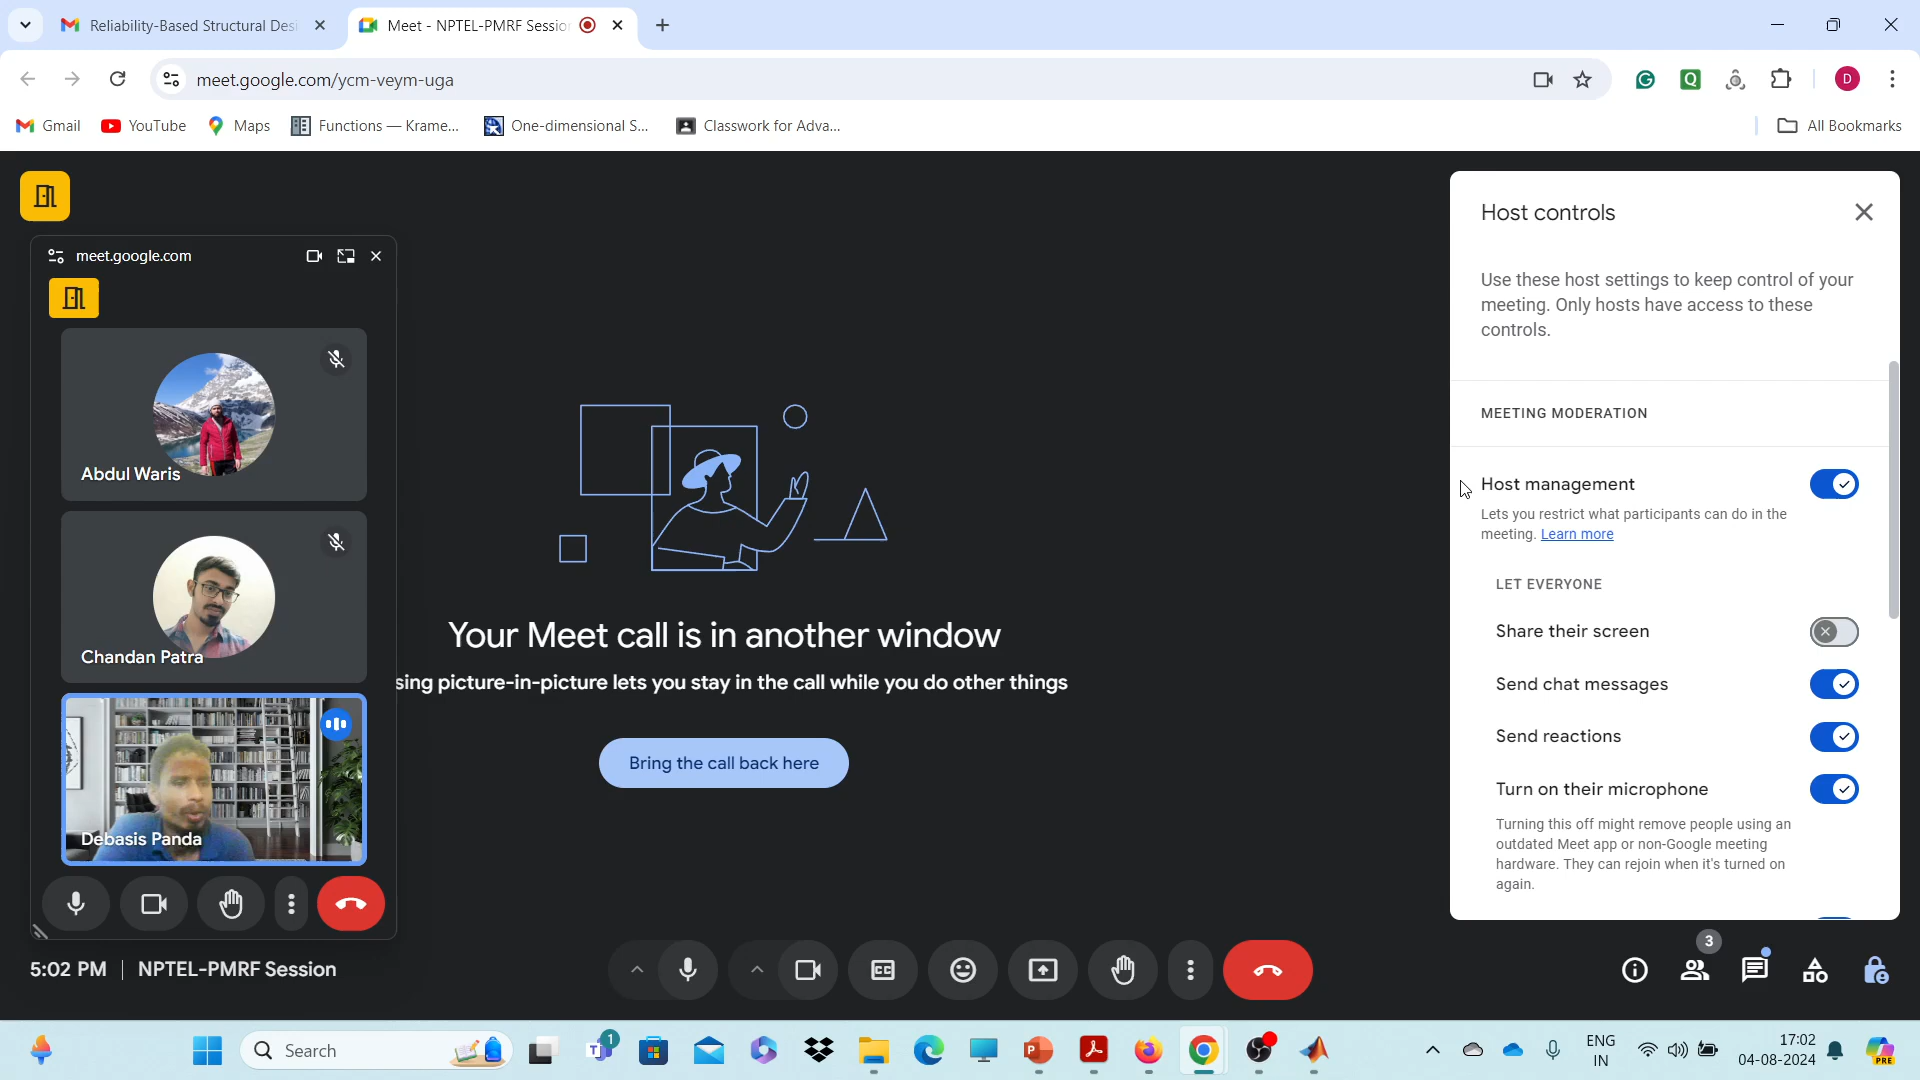 Reliability-Based Structural Desi
Meet - NPTEL-PMRF Session
meet.google.com/ycm-veym-uga
D
Gmail
YouTube
Maps
Functions — Krame...
One-dimensional S...
Classwork for Adva...
All Bookmarks
meet.google.com
Abdul Waris
Chandan Patra
Debasis Panda
Your Meet call is in another window
sing picture-in-picture lets you stay in the call while you do other things
Bring the call back here
Host controls
Use these host settings to keep control of your
meeting. Only hosts have access to these
controls.
MEETING MODERATION
Host management
Lets you restrict what participants can do in the
meeting. Learn more
LET EVERYONE
Share their screen
Send chat messages
Send reactions
Turn on their microphone
Turning this off might remove people using an
outdated Meet app or non-Google meeting
hardware. They can rejoin when it's turned on
again.
5:02 PM | NPTEL-PMRF Session
3
Search
1
ENG
IN
17:02
04-08-2024
PRE